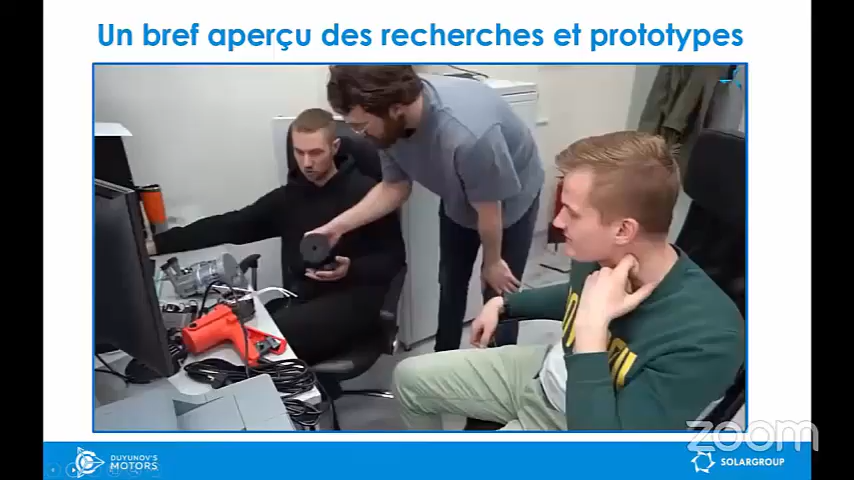 Un bref aperçu des recherches et prototypes
zoom
DUYUNOV'S
MOTORS
SOLARGROUP